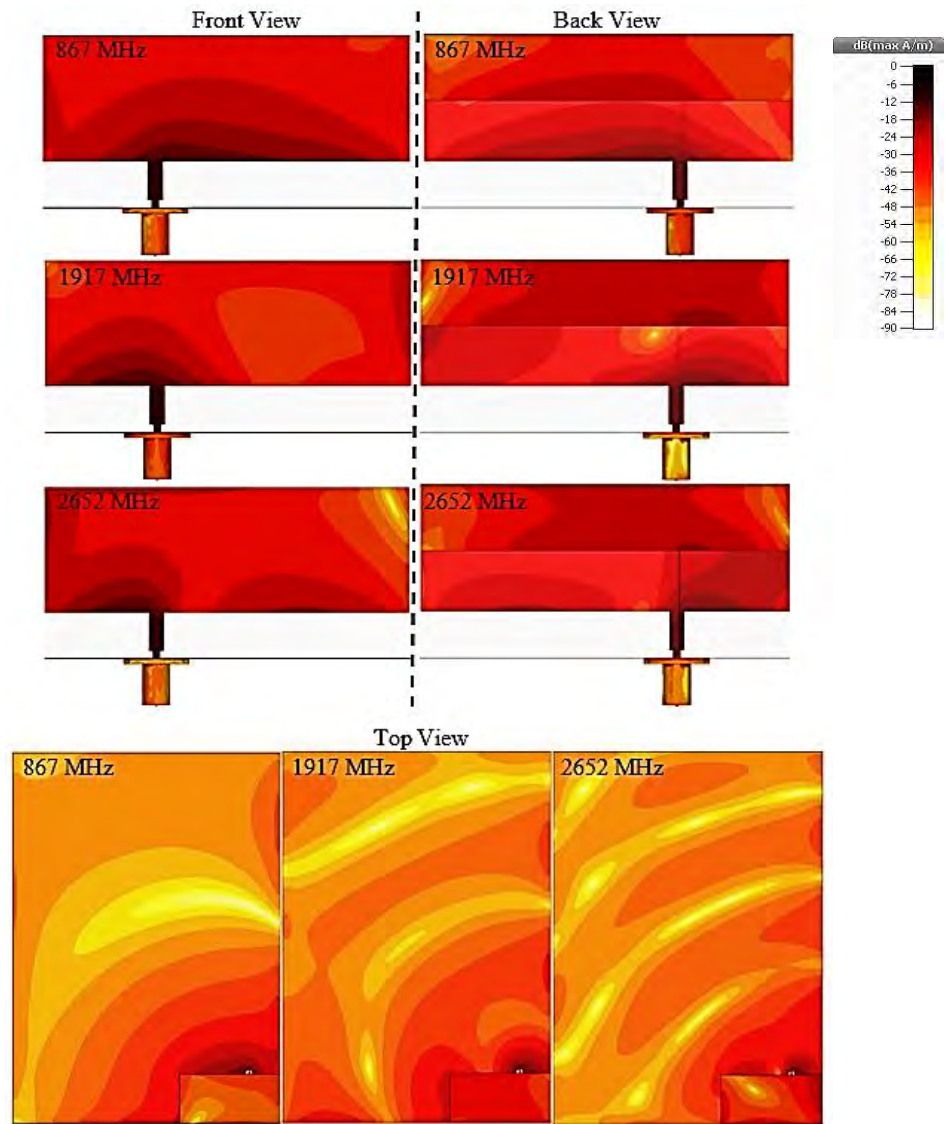 Front View
Back View
867 MHz
867 MHz
dB(max A/m)
0
-6
-12
-18
-24
-30
-36
-42
-48
-54
-60
-66
-72
-78
-84
-90
1917 MHz
1917 MHz
2652 MHz
2652 MHz
Top View
867 MHz
1917 MHz
2652 MHz